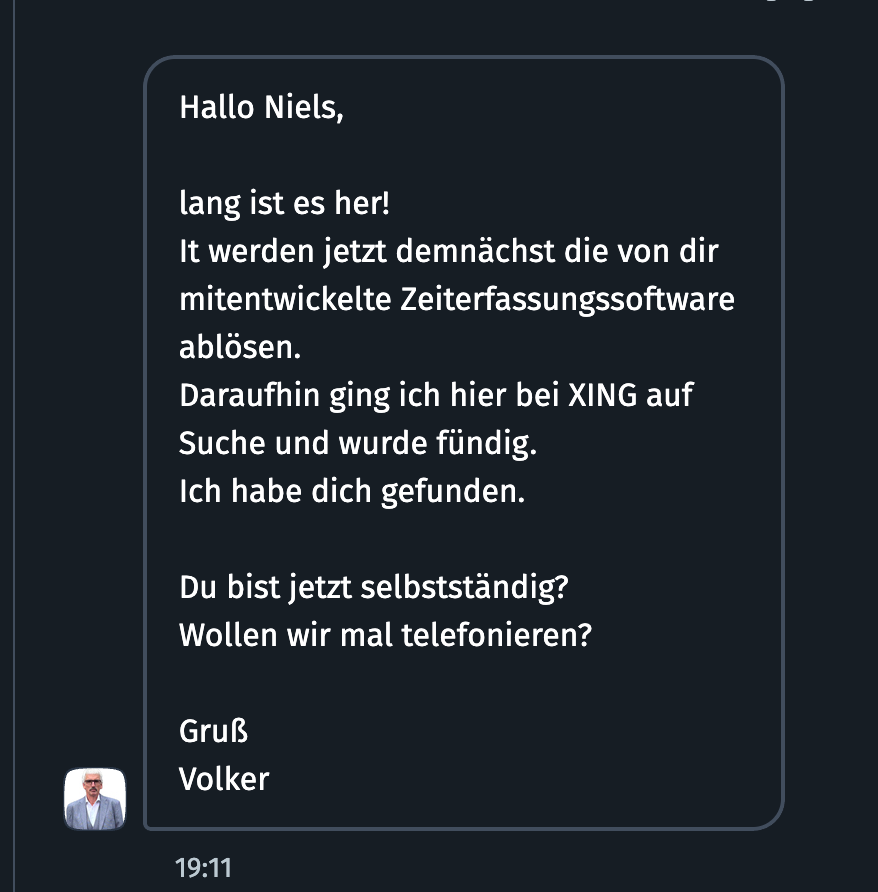 Hallo Niels,
lang ist es her!
It werden jetzt demnächst die von dir
mitentwickelte Zeiterfassungssoftware
ablösen.
Daraufhin ging ich hier bei XING auf
Suche und wurde fündig.
Ich habe dich gefunden.
Du bist jetzt selbstständig?
Wollen wir mal telefonieren?
Gruß
Volker
19:11